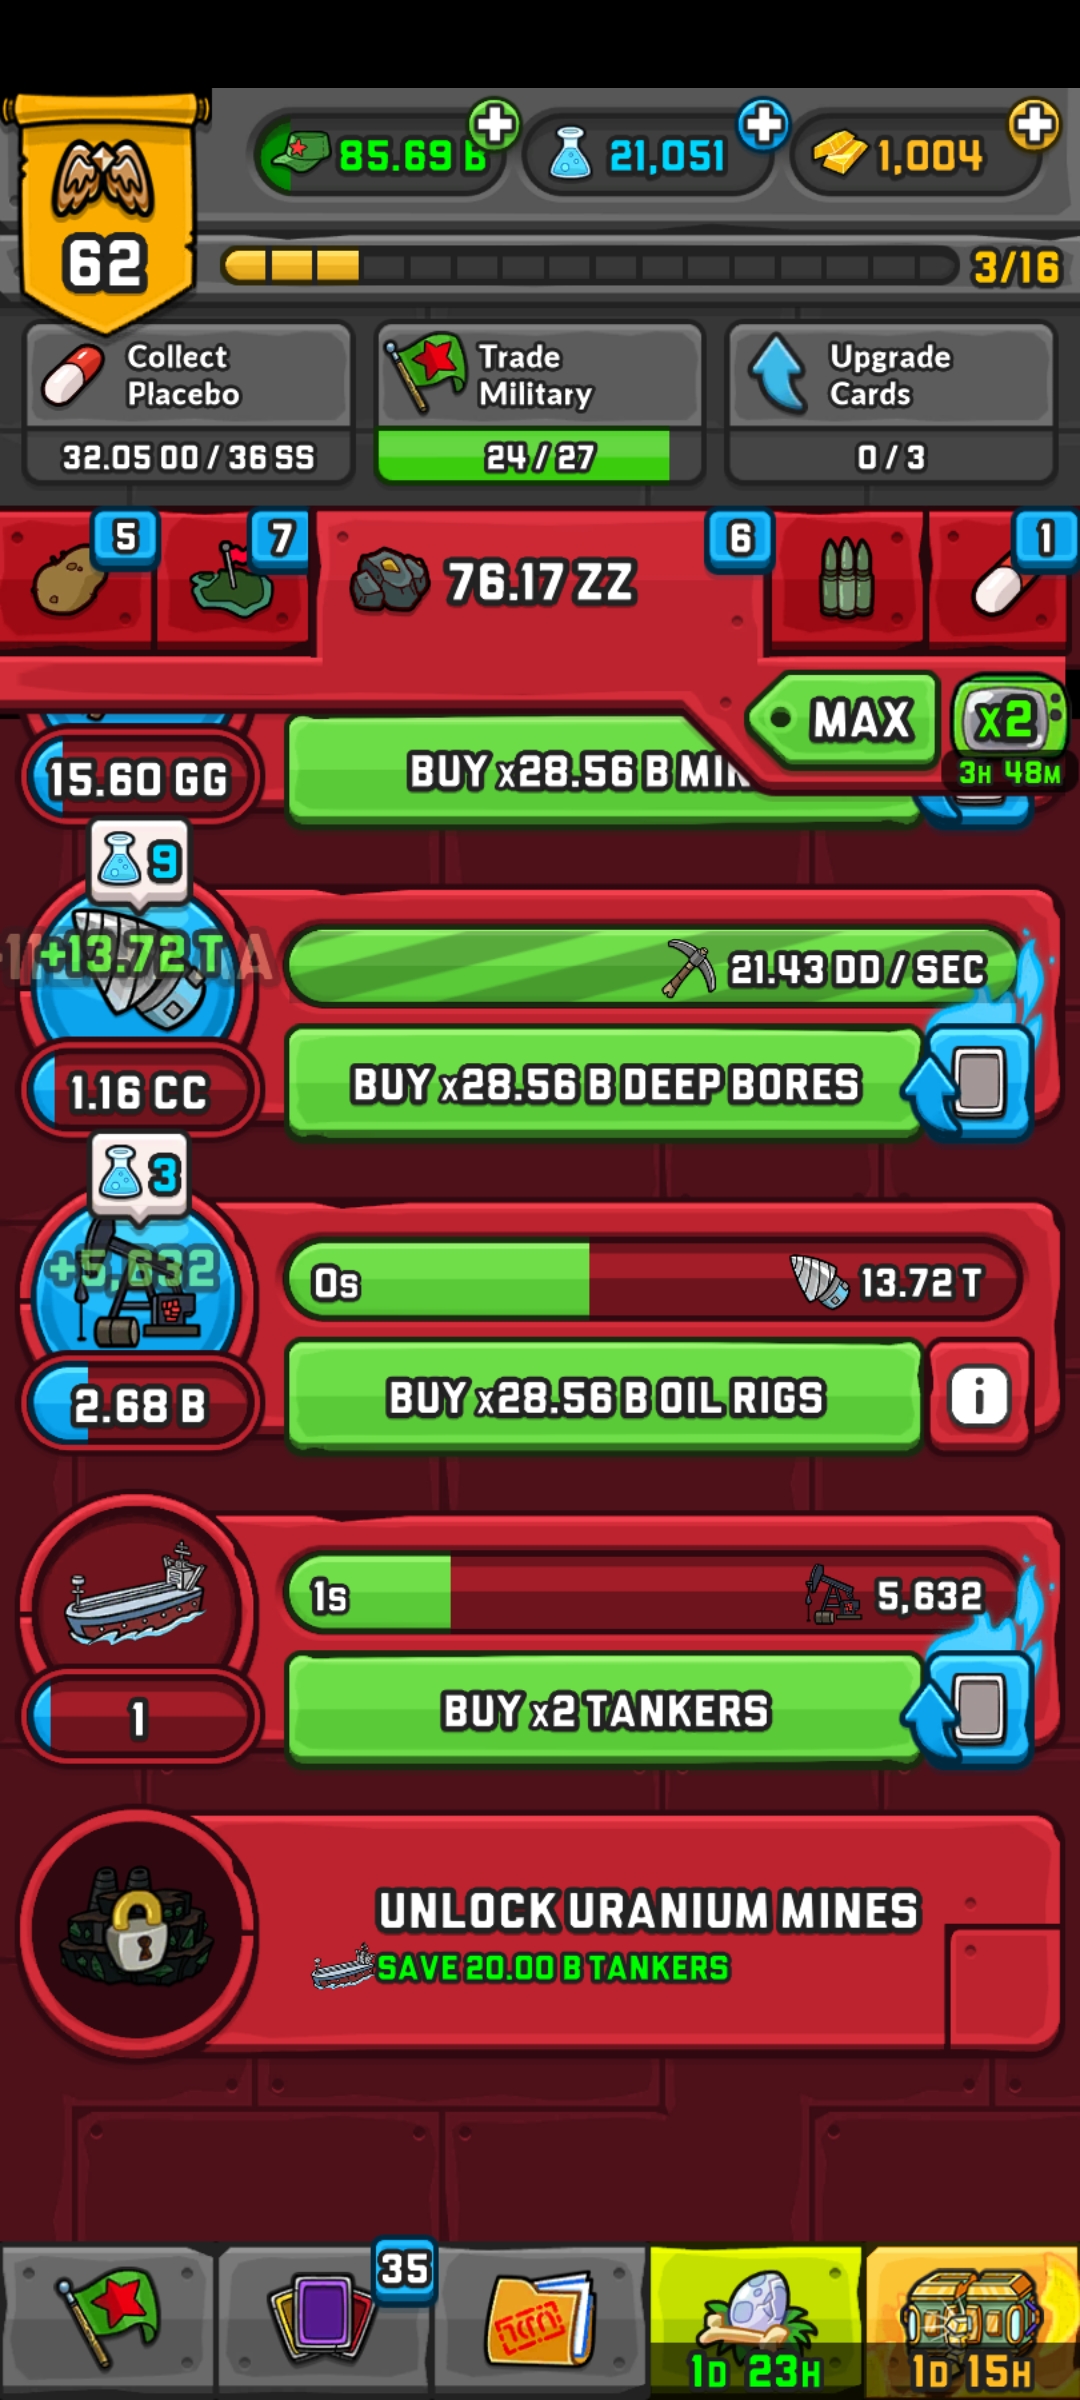 85.69 B
21,051
1,004
62
3/16
Collect
Placebo
Trade
Military
Upgrade
Cards
32.05 OO / 36 SS
24 / 27
0 / 3
5
7
76.17 ZZ
6
1
MAX
x2
3H 48M
15.60 GG
BUY x28.56 B
9
+13.72 T
21.43 DD / SEC
1.16 CC
BUY x28.56 B DEEP BORES
3
+5,632
0s
13.72 T
2.68 B
BUY x28.56 B OIL RIGS
i
1s
5,632
1
BUY x2 TANKERS
UNLOCK URANIUM MINES
SAVE 20.00 B TANKERS
35
1D 23H
1D 15H